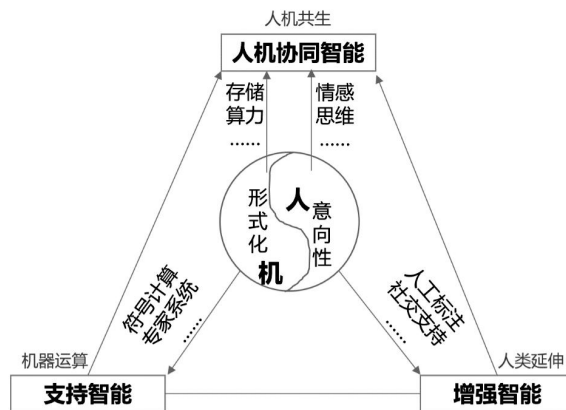 人机共生
人机协同智能
存储
算力
……
情感
思维
……
形式化
机
人
意向性
符号计算
专家系统
……
人工标注
社交支持
……
机器运算
支持智能
人类延伸
增强智能